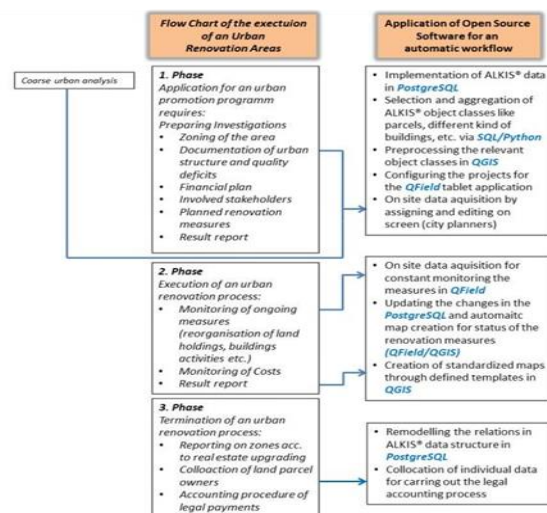 Flow Chart of the exectuion
of an Urban
Renovation Areas
Application of Open Source
Software for an
automatic workflow
Coarse urban analysis
1. Phase
Application for an urban
promotion programm
requires:
Preparing Investigations
• Zoning of the area
• Documentation of urban
structure and quality
deficits
• Financial plan
• Involved stakeholders
• Planned renovation
measures
• Result report
• Implementation of ALKIS® data
in PostgreSQL
• Selection and aggregation of
ALKIS® object classes like
parcels, different kind of
buildings, etc. via SQL/Python
• Preprocessing the relevant
object classes in QGIS
• Configuring the projects for
the QField tablet application
• On site data aquisition by
assigning and editing on
screen (city planners)
2. Phase
Execution of an urban
renovation process:
• Monitoring of ongoing
measures
(reorganisation of land
holdings, buildings
activities etc.)
• Monitoring of Costs
• Result report
• On site data aquisition for
constant monitoring the
measures in QField
• Updating the changes in the
PostgreSQL and automaitc
map creation for status of the
renovation measures
(QField/QGIS)
• Creation of standardized maps
through defined templates in
QGIS
3. Phase
Termination of an urban
renovation process:
• Reporting on zones acc.
to real estate upgrading
• Colloaction of land parcel
owners
• Accounting procedure of
legal payments
• Remodelling the relations in
ALKIS® data structure in
PostgreSQL
• Collocation of individual data
for carring out the legal
accounting process